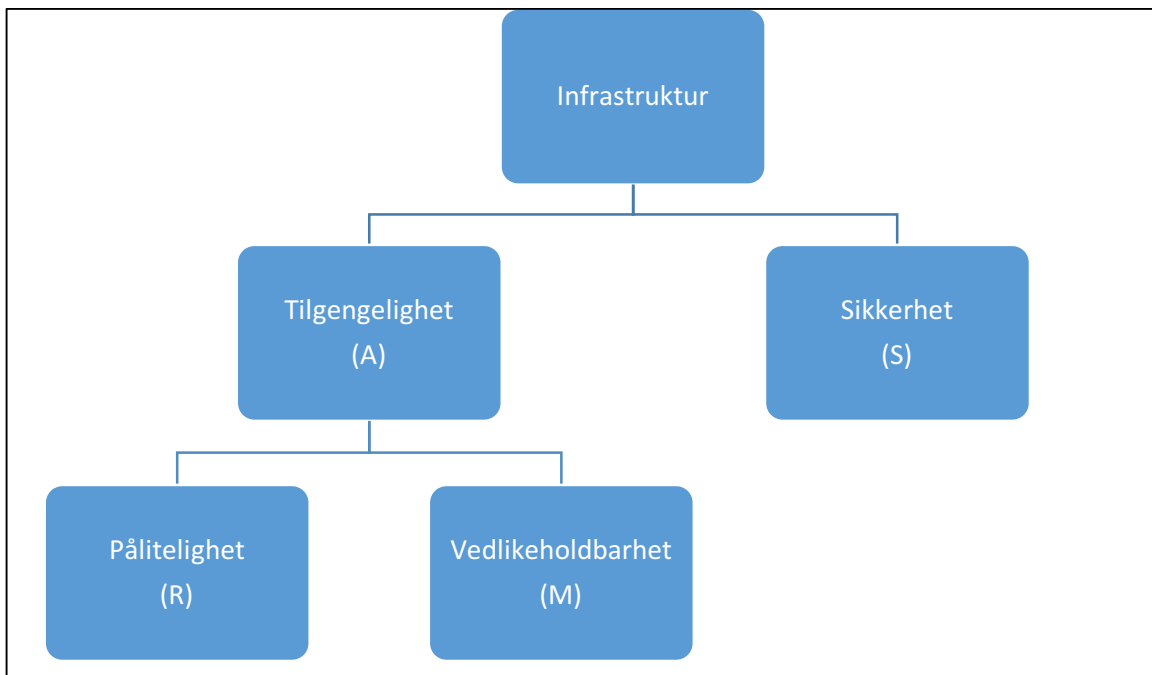 Infrastruktur
Tilgengelighet
(A)
Sikkerhet
(S)
Pålitelighet
(R)
Vedlikeholdbarhet
(M)